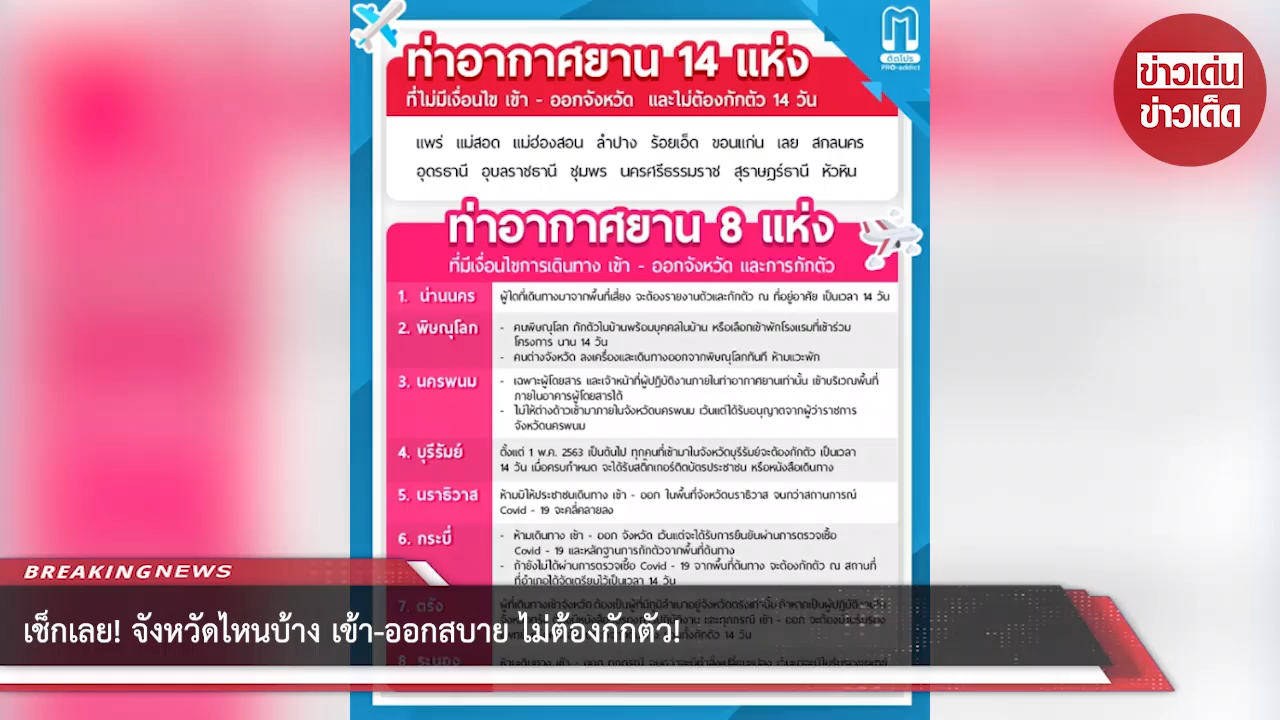 ท่าอากาศยาน 14 แห่ง
ที่ไม่มีเงื่อนไข เข้า - ออกจังหวัด และไม่ต้องกักตัว 14 วัน
ติดโปร
PRO-addict
ข่าวเด่น
ข่าวเด็ด
แพร่ แม่สอด แม่ฮ่องสอน ลำปาง ร้อยเอ็ด ขอนแก่น เลย สกลนคร
อุดรธานี อุบลราชธานี ชุมพร นครศรีธรรมราช สุราษฎร์ธานี หัวหิน
ท่าอากาศยาน 8 แห่ง
ที่มีเงื่อนไขการเดินทาง เข้า - ออกจังหวัด และการกักตัว
1. น่านนคร
ผู้ใดที่เดินทางมาจากพื้นที่เสี่ยง จะต้องรายงานตัวและกักตัว ณ ที่อยู่อาศัย เป็นเวลา 14 วัน
2. พิษณุโลก
- คนพิษณุโลก กักตัวในบ้านพร้อมบุคคลในบ้าน หรือเลือกเข้าพักโรงแรมที่เข้าร่วม
โครงการ นาน 14 วัน
- คนต่างจังหวัด ลงเครื่องและเดินทางออกจากพิษณุโลกทันที ห้ามแวะพัก
3. นครพนม
- เฉพาะผู้โดยสาร และเจ้าหน้าที่ผู้ปฏิบัติงานภายในท่าอากาศยานเท่านั้น เข้าบริเวณพื้นที่
ภายในอาคารผู้โดยสารได้
- ไม่ให้ต่างด้าวเข้ามาภายในจังหวัดนครพนม เว้นแต่ได้รับอนุญาตจากผู้ว่าราชการ
จังหวัดนครพนม
4. บุรีรัมย์
ตั้งแต่ 1 พ.ค. 2563 เป็นต้นไป ทุกคนที่เข้ามาในจังหวัดบุรีรัมย์จะต้องกักตัว เป็นเวลา
14 วัน เมื่อครบกำหนด จะได้รับสติ๊กเกอร์ติดบัตรประชาชน หรือหนังสือเดินทาง
5. นราธิวาส
ห้ามมิให้ประชาชนเดินทาง เข้า - ออก ในพื้นที่จังหวัดนราธิวาส จนกว่าสถานการณ์
Covid - 19 จะคลี่คลายลง
6. กระบี่
- ห้ามเดินทาง เข้า - ออก จังหวัด เว้นแต่จะได้รับการยืนยันผ่านการตรวจเชื้อ
Covid - 19 และหลักฐานการกักตัวจากพื้นที่ต้นทาง
- ถ้ายังไม่ได้ผ่านการตรวจเชื้อ Covid - 19 จากพื้นที่ต้นทาง จะต้องกักตัว ณ สถานที่
ที่อำเภอได้จัดเตรียมไว้เป็นเวลา 14 วัน
7. ตรัง
8. ระนอง
BREAKING NEWS
เช็กเลย! จังหวัดไหนบ้าง เข้า-ออกสบาย ไม่ต้องกักตัว!